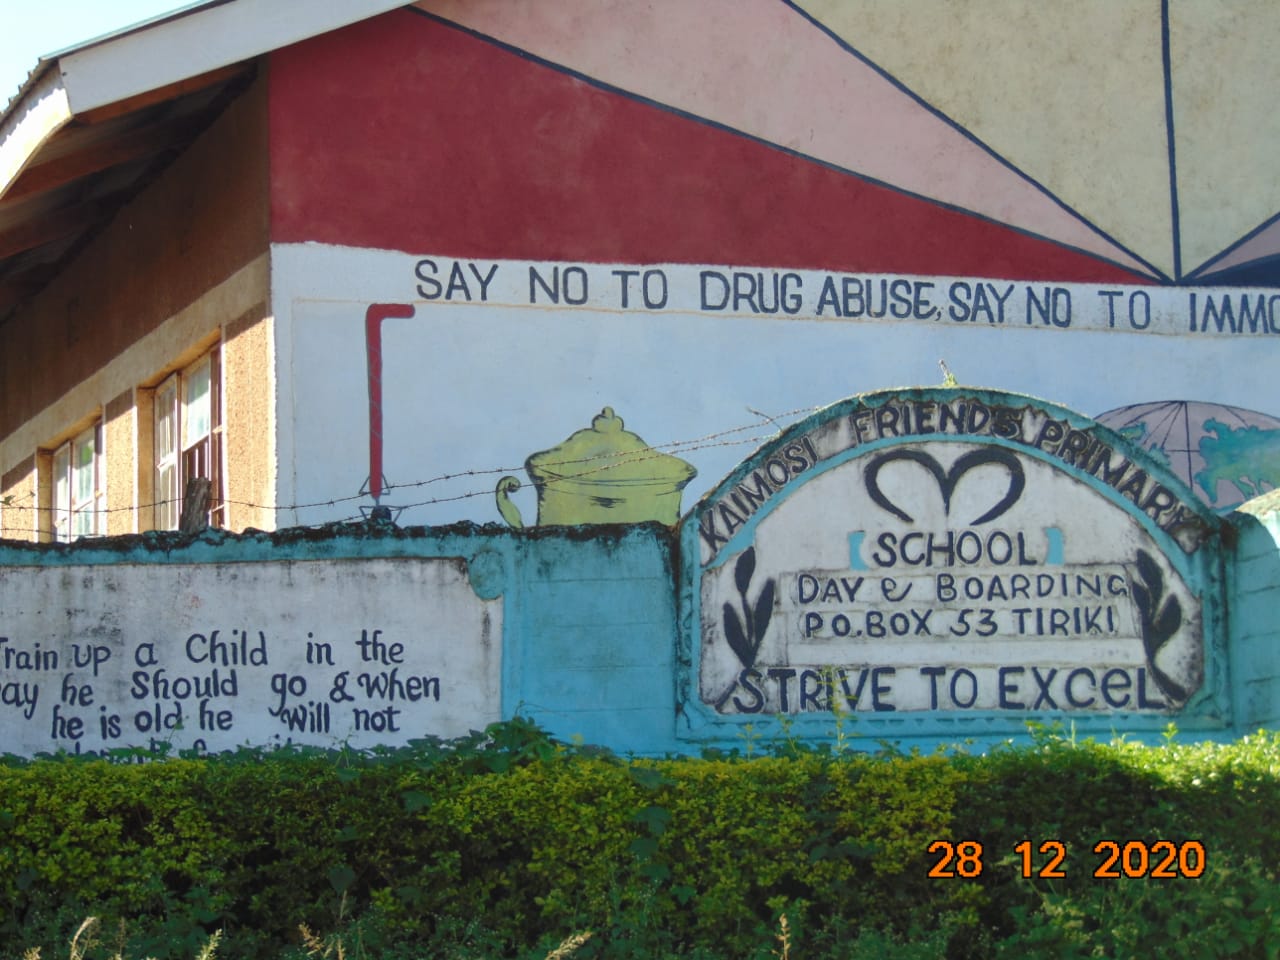 SAY NO TO DRUG ABUSE, SAY NO TO IMMO
KAIMOSI FRIENDS PRIMARY
SCHOOL
DAY & BOARDING
P.O.BOX 53 TIRIKI
STRIVE TO EXCeL
Train up a Child in the
way he Should go & When
he is old he will not
28 12 2020